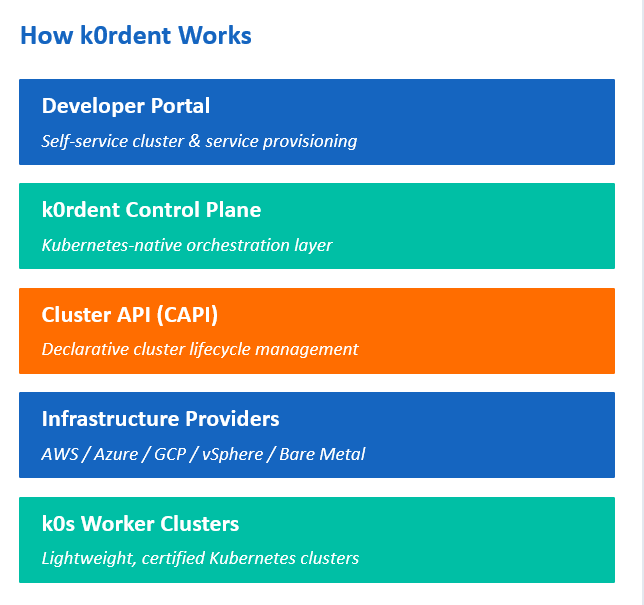 How k0rdent Works
Developer Portal
Self-service cluster & service provisioning
k0rdent Control Plane
Kubernetes-native orchestration layer
Cluster API (CAPI)
Declarative cluster lifecycle management
Infrastructure Providers
AWS / Azure / GCP / vSphere / Bare Metal
k0s Worker Clusters
Lightweight, certified Kubernetes clusters